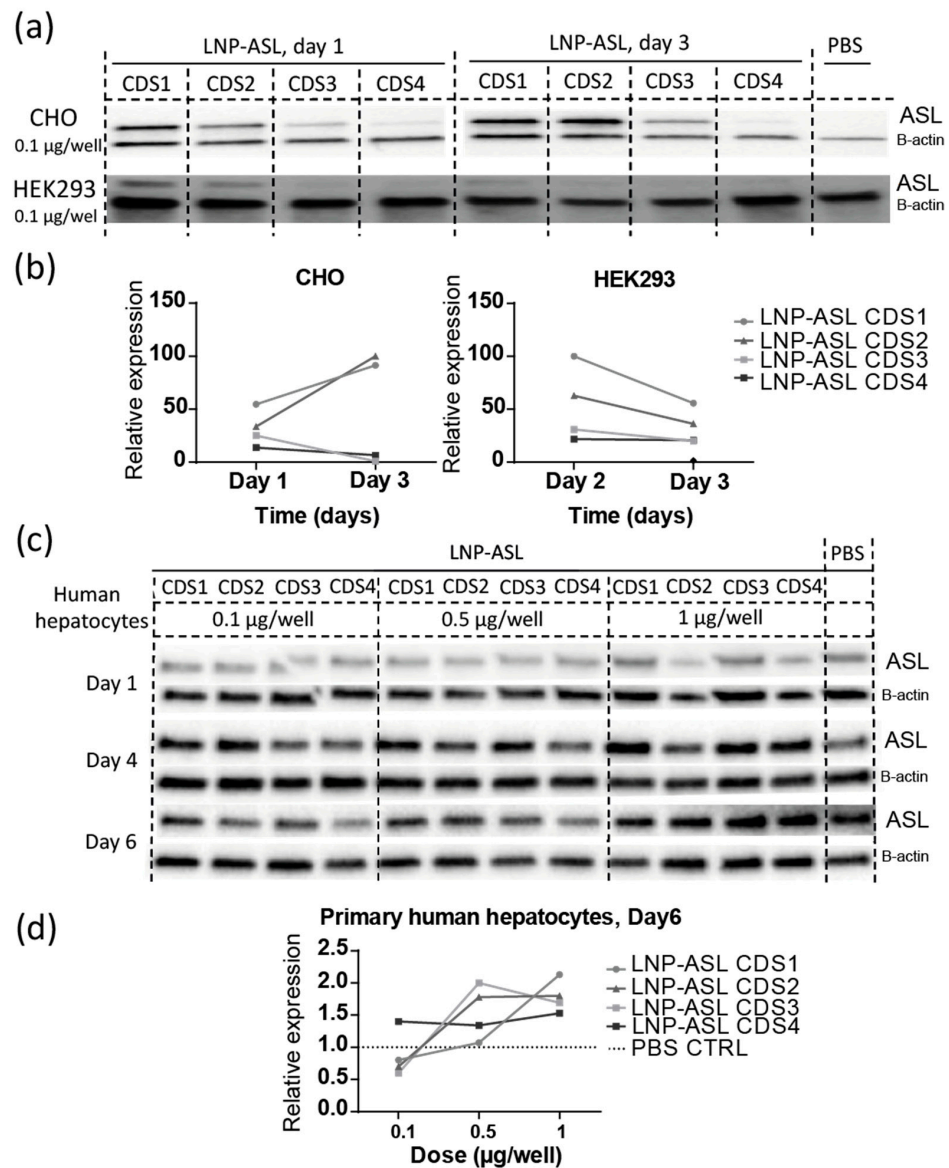 (a)
LNP-ASL, day 1 LNP-ASL, day 3 PBS
CDS1 CDS2 CDS3 CDS4 CDS1 CDS2 CDS3 CDS4
CHO ASL
0.1 µg/well B-actin
HEK293 ASL
0.1 µg/wel B-actin
(b)
CHO
Relative expression
150
100
50
0
Day 1 Day 3
Time (days)
HEK293
Relative expression
150
100
50
0
Day 2 Day 3
Time (days)
LNP-ASL CDS1
LNP-ASL CDS2
LNP-ASL CDS3
LNP-ASL CDS4
(c)
LNP-ASL PBS
Human hepatocytes
CDS1 CDS2 CDS3 CDS4 CDS1 CDS2 CDS3 CDS4 CDS1 CDS2 CDS3 CDS4
0.1 µg/well 0.5 µg/well 1 µg/well
Day 1 ASL
B-actin
Day 4 ASL
B-actin
Day 6 ASL
B-actin
(d)
Primary human hepatocytes, Day6
Relative expression
2.5
2.0
1.5
1.0
0.5
0.0
0.1 0.5 1
Dose (µg/well)
LNP-ASL CDS1
LNP-ASL CDS2
LNP-ASL CDS3
LNP-ASL CDS4
PBS CTRL